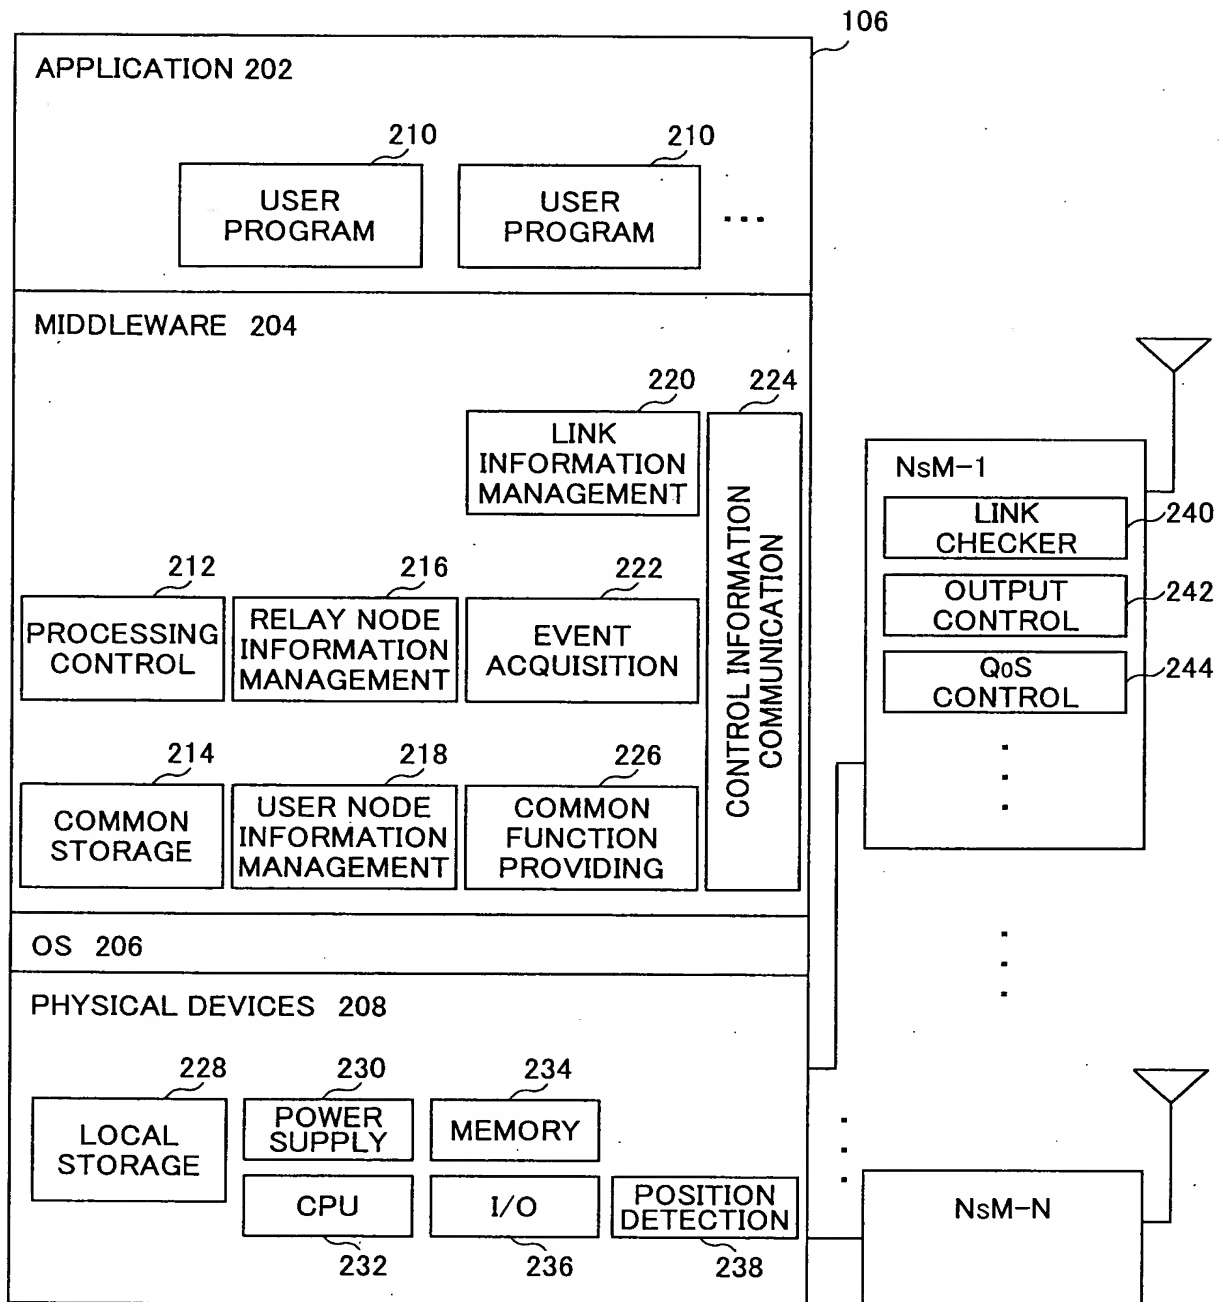 106
APPLICATION 202
210
210
USER
PROGRAM
USER
PROGRAM
...
MIDDLEWARE 204
220
224
LINK
INFORMATION
MANAGEMENT
CONTROL INFORMATION
COMMUNICATION
212
216
222
PROCESSING
CONTROL
RELAY NODE
INFORMATION
MANAGEMENT
EVENT
ACQUISITION
214
218
226
COMMON
STORAGE
USER NODE
INFORMATION
MANAGEMENT
COMMON
FUNCTION
PROVIDING
OS 206
PHYSICAL DEVICES 208
228
230
234
LOCAL
STORAGE
POWER
SUPPLY
MEMORY
CPU
I/O
POSITION
DETECTION
232
236
238
NsM-1
LINK
CHECKER
240
OUTPUT
CONTROL
242
QoS
CONTROL
244
NsM-N